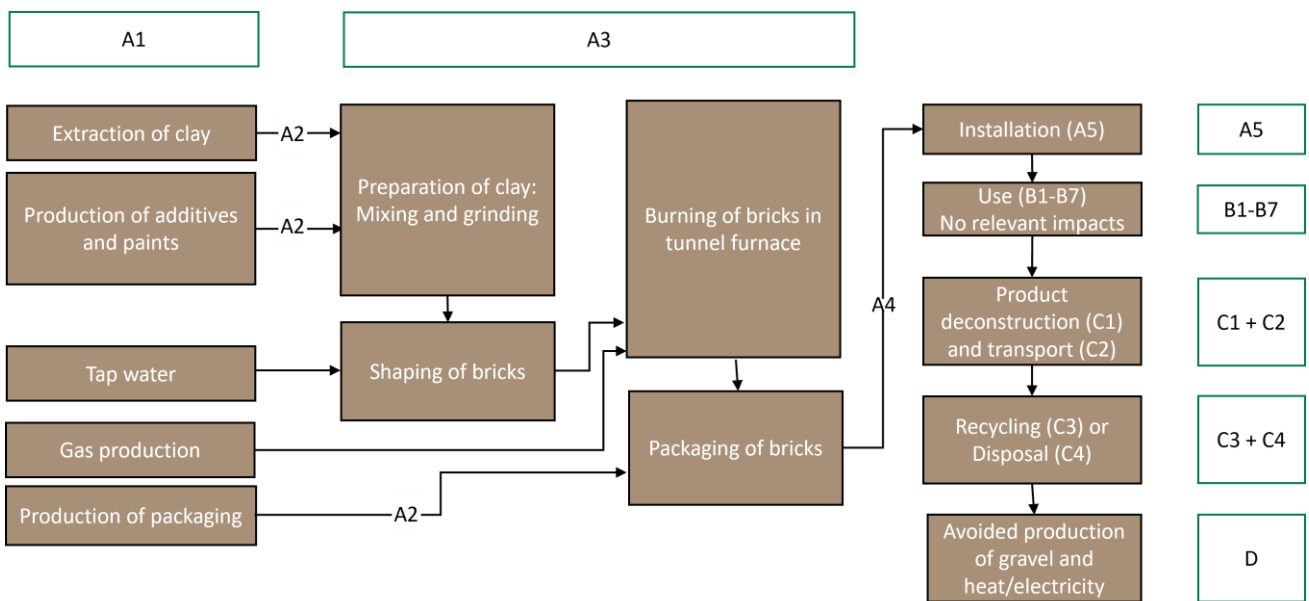 A1
A3
Extraction of clay
A2
Production of additives
and paints
A2
Tap water
Gas production
Production of packaging
A2
Preparation of clay:
Mixing and grinding
Shaping of bricks
Burning of bricks in
tunnel furnace
Packaging of bricks
A4
Installation (A5)
A5
Use (B1-B7)
No relevant impacts
B1-B7
Product
deconstruction (C1)
and transport (C2)
C1 + C2
Recycling (C3) or
Disposal (C4)
C3 + C4
Avoided production
of gravel and
heat/electricity
D